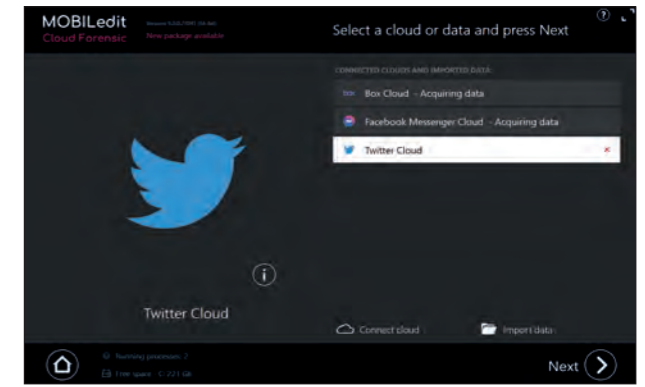 MOBILedit
Cloud Forensic
New package available
Select a cloud or data and press Next
?
CONNECTED CLOUDS AND IMPORTED DATA:
box Box Cloud - Acquiring data
Facebook Messenger Cloud - Acquiring data
Twitter Cloud ×
i
Twitter Cloud
Connect cloud
Import data
Running processes: 2
Free space C: 221 GB
Next